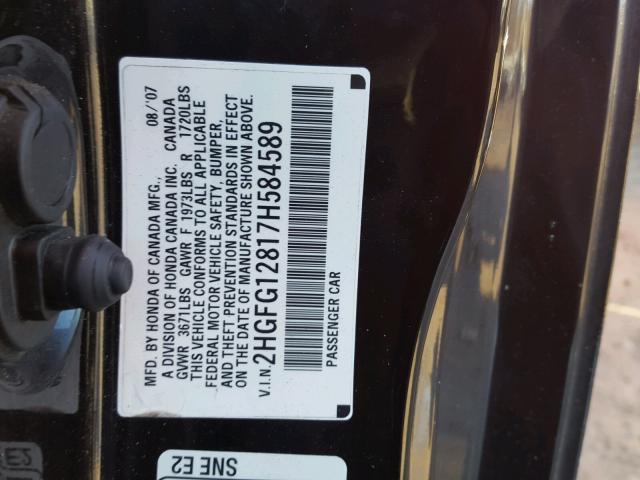 MFD. BY HONDA OF CANADA MFG. 08/'07
A DIVISION OF HONDA CANADA INC. CANADA
GVWR 3671LBS GAWR F 1973LBS R 1720LBS
THIS VEHICLE CONFORMS TO ALL APPLICABLE
FEDERAL MOTOR VEHICLE SAFETY, BUMPER,
AND THEFT PREVENTION STANDARDS IN EFFECT
ON THE DATE OF MANUFACTURE SHOWN ABOVE.
V.I.N. 2HGFG12817H584589
PASSENGER CAR
SNE E2